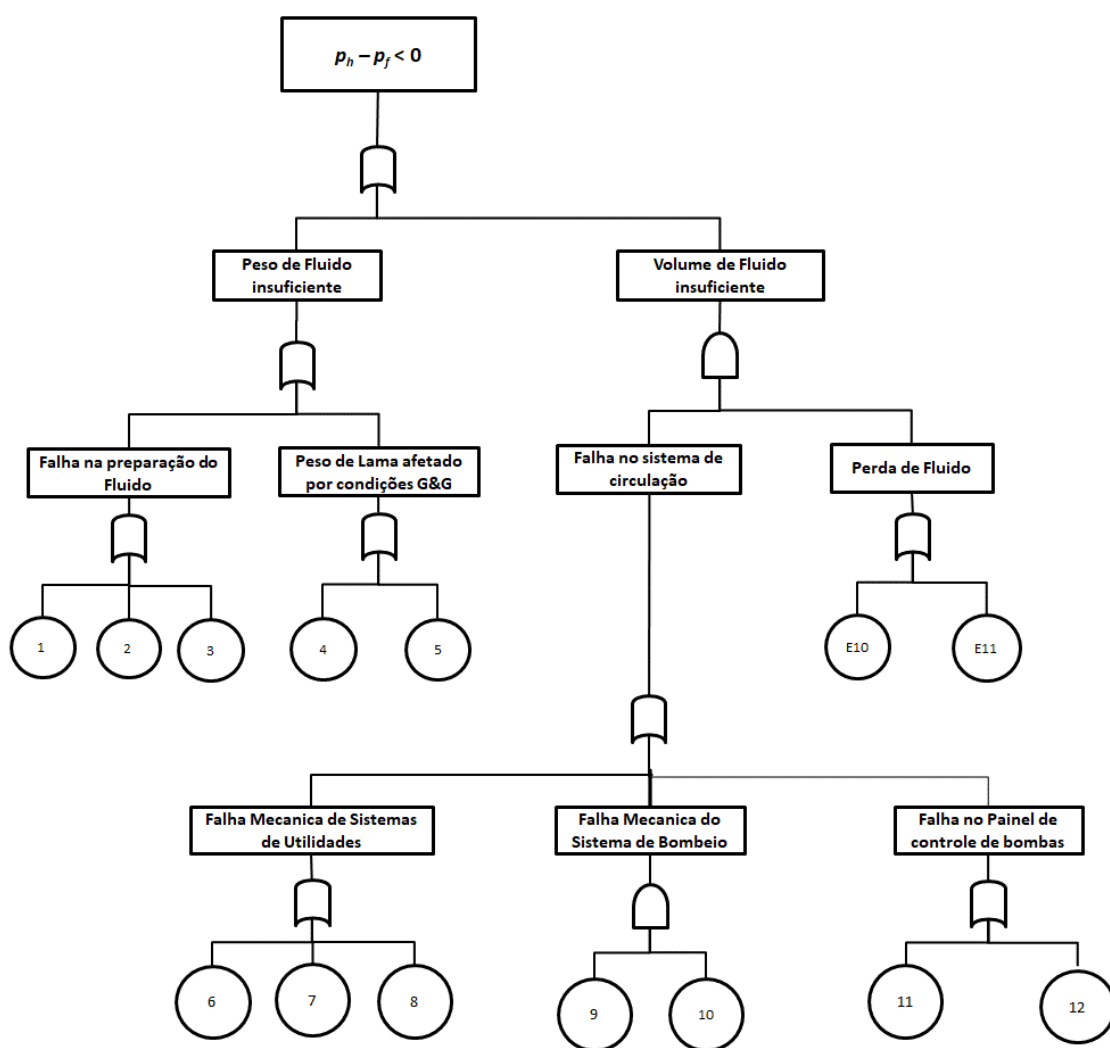 p_h – p_f < 0
Peso de Fluido
insuficiente
Volume de Fluido
insuficiente
Falha na preparação do
Fluido
Peso de Lama afetado
por condições G&G
Falha no sistema de
circulação
Perda de Fluido
1
2
3
4
5
E10
E11
Falha Mecanica de Sistemas
de Utilidades
Falha Mecanica do
Sistema de Bombeio
Falha no Painel de
controle de bombas
6
7
8
9
10
11
12